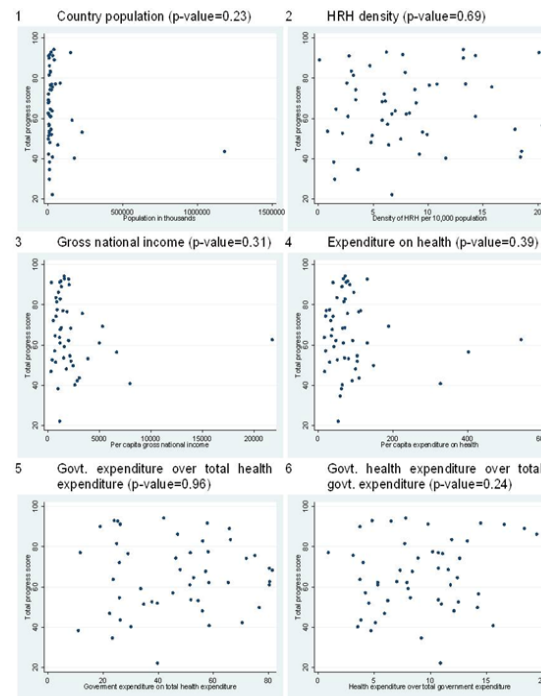 1 Country population (p-value=0.23)
Total progress score
100
80
60
40
20
0 500000 1000000 1500000
Population in thousands
2 HRH density (p-value=0.69)
Total progress score
100
80
60
40
20
0 5 10 15 20
Density of HRH per 10,000 population
3 Gross national income (p-value=0.31)
Total progress score
100
80
60
40
20
0 5000 10000 15000 20000
Per capita gross national income
4 Expenditure on health (p-value=0.39)
Total progress score
100
80
60
40
20
0 200 400
Per capita expenditure on health
5 Govt. expenditure over total health
expenditure (p-value=0.96)
Total progress score
100
80
60
40
20
0 20 40 60 80
Goverment expenditure on total health expenditure
6 Govt. health expenditure over total
govt. expenditure (p-value=0.24)
Total progress score
100
80
60
40
20
0 5 10 15
Health expenditure over total government expenditure